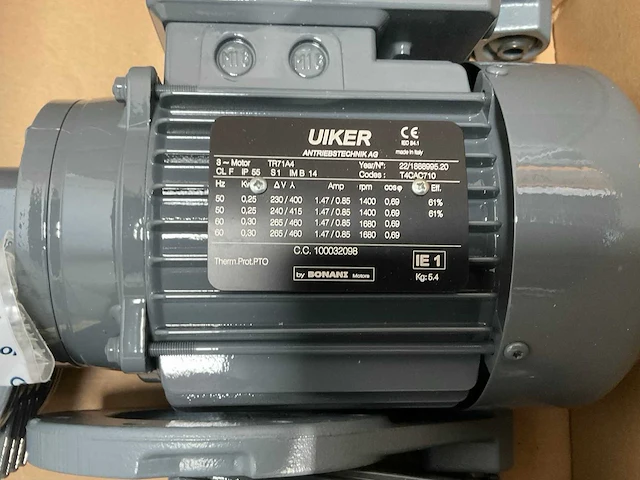 UIKER
ANTRIEBSTECHNIK AG
CE
ISO 94.1
made in Italy
3 ~ Motor TR71A4 Year/N°: 22/1888995.20
CL F IP 55 S1 IM B 14 Codes : T4CAC710
Hz Kw Δ V λ Amp rpm cosφ Eff.
50 0,25 230/400 1.47/0.85 1400 0,69 61%
50 0,25 240/415 1.47/0.85 1400 0,69 61%
60 0,30 265/460 1.47/0.85 1680 0,69
60 0,30 265/460 1.47/0.85 1680 0,69
C.C. 100032098
Therm.Prot.PTO
by BONANI Motors
IE 1
Kg: 5.4